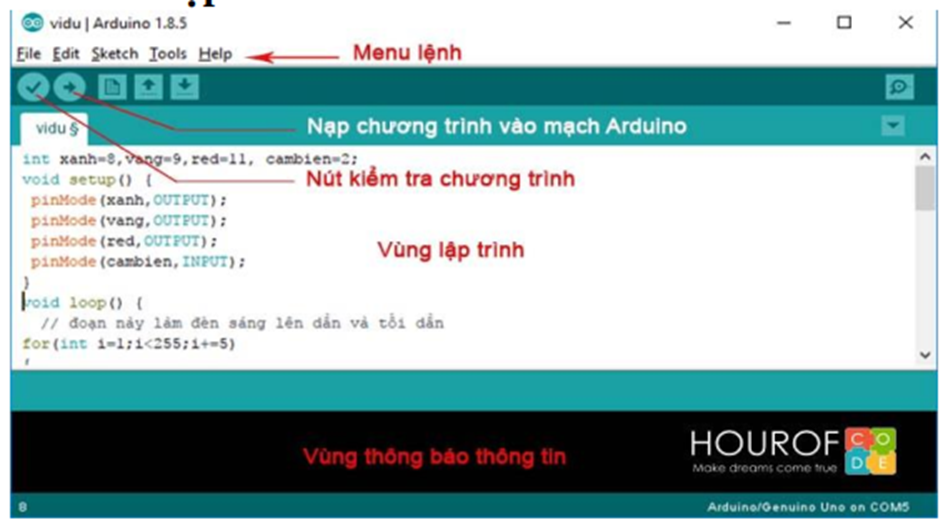 vidu | Arduino 1.8.5
File Edit Sketch Tools Help
Menu lệnh
Nạp chương trình vào mạch Arduino
vidu §
int xanh=8,vang=9,red=11, cambien=2;
void setup() {
Nút kiểm tra chương trình
pinMode(xanh,OUTPUT);
pinMode(vang,OUTPUT);
pinMode(red,OUTPUT);
Vùng lập trình
pinMode(cambien,INPUT);
}
void loop() {
// đoạn này làm đèn sáng lên dần và tối dần
for(int i=1;i<255;i+=5)
HOUROF CODE
Make dreams come true
Vùng thông báo thông tin
8
Arduino/Genuino Uno on COM5